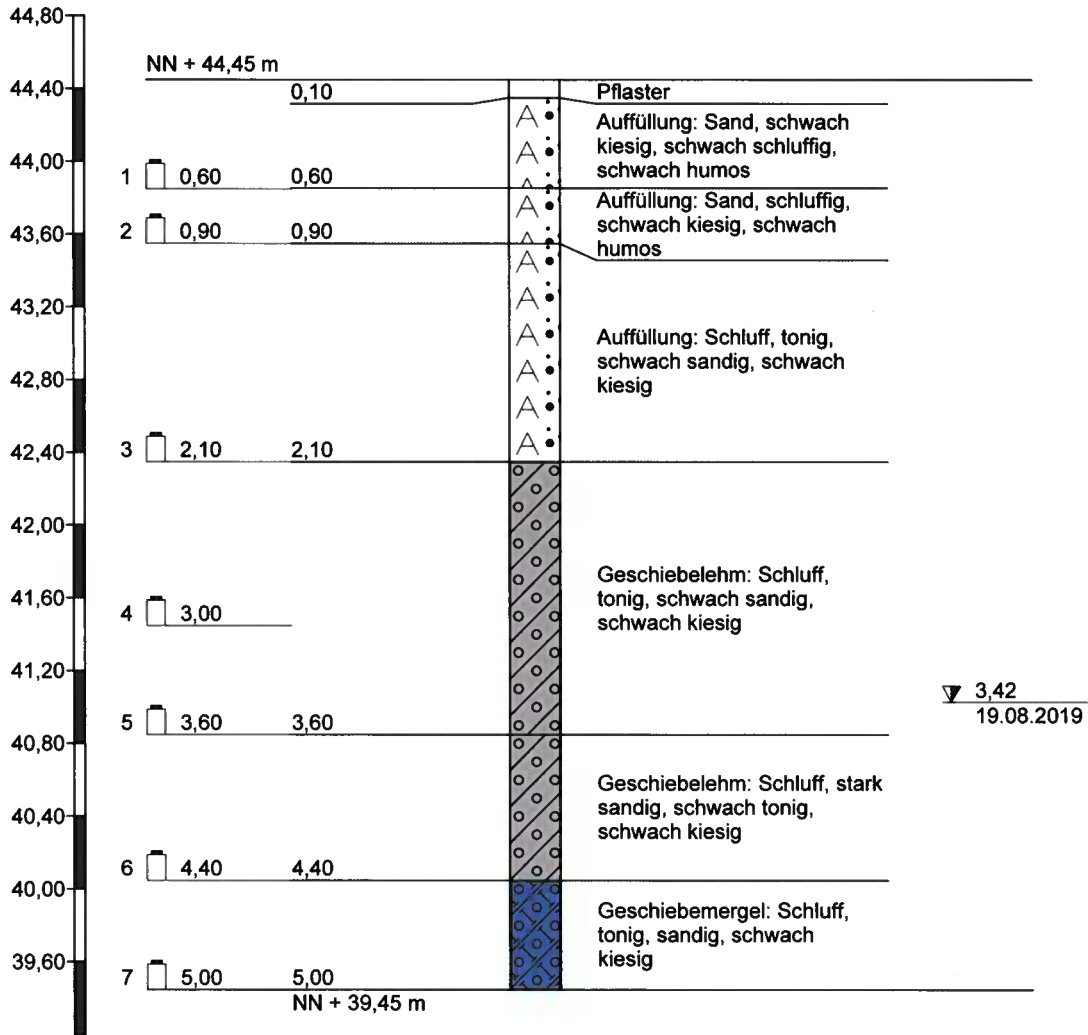 44,80
NN + 44,45 m
44,40
0,10
Pflaster
Auffüllung: Sand, schwach
kiesig, schwach schluffig,
schwach humos
44,00
1 0,60 0,60
Auffüllung: Sand, schluffig,
schwach kiesig, schwach
humos
43,60
2 0,90 0,90
43,20
Auffüllung: Schluff, tonig,
schwach sandig, schwach
kiesig
42,80
42,40
3 2,10 2,10
42,00
Geschiebelehm: Schluff,
tonig, schwach sandig,
schwach kiesig
41,60
4 3,00
41,20
3,42
19.08.2019
5 3,60 3,60
40,80
Geschiebelehm: Schluff, stark
sandig, schwach tonig,
schwach kiesig
40,40
6 4,40 4,40
40,00
Geschiebemergel: Schluff,
tonig, sandig, schwach
kiesig
39,60
7 5,00 5,00
NN + 39,45 m